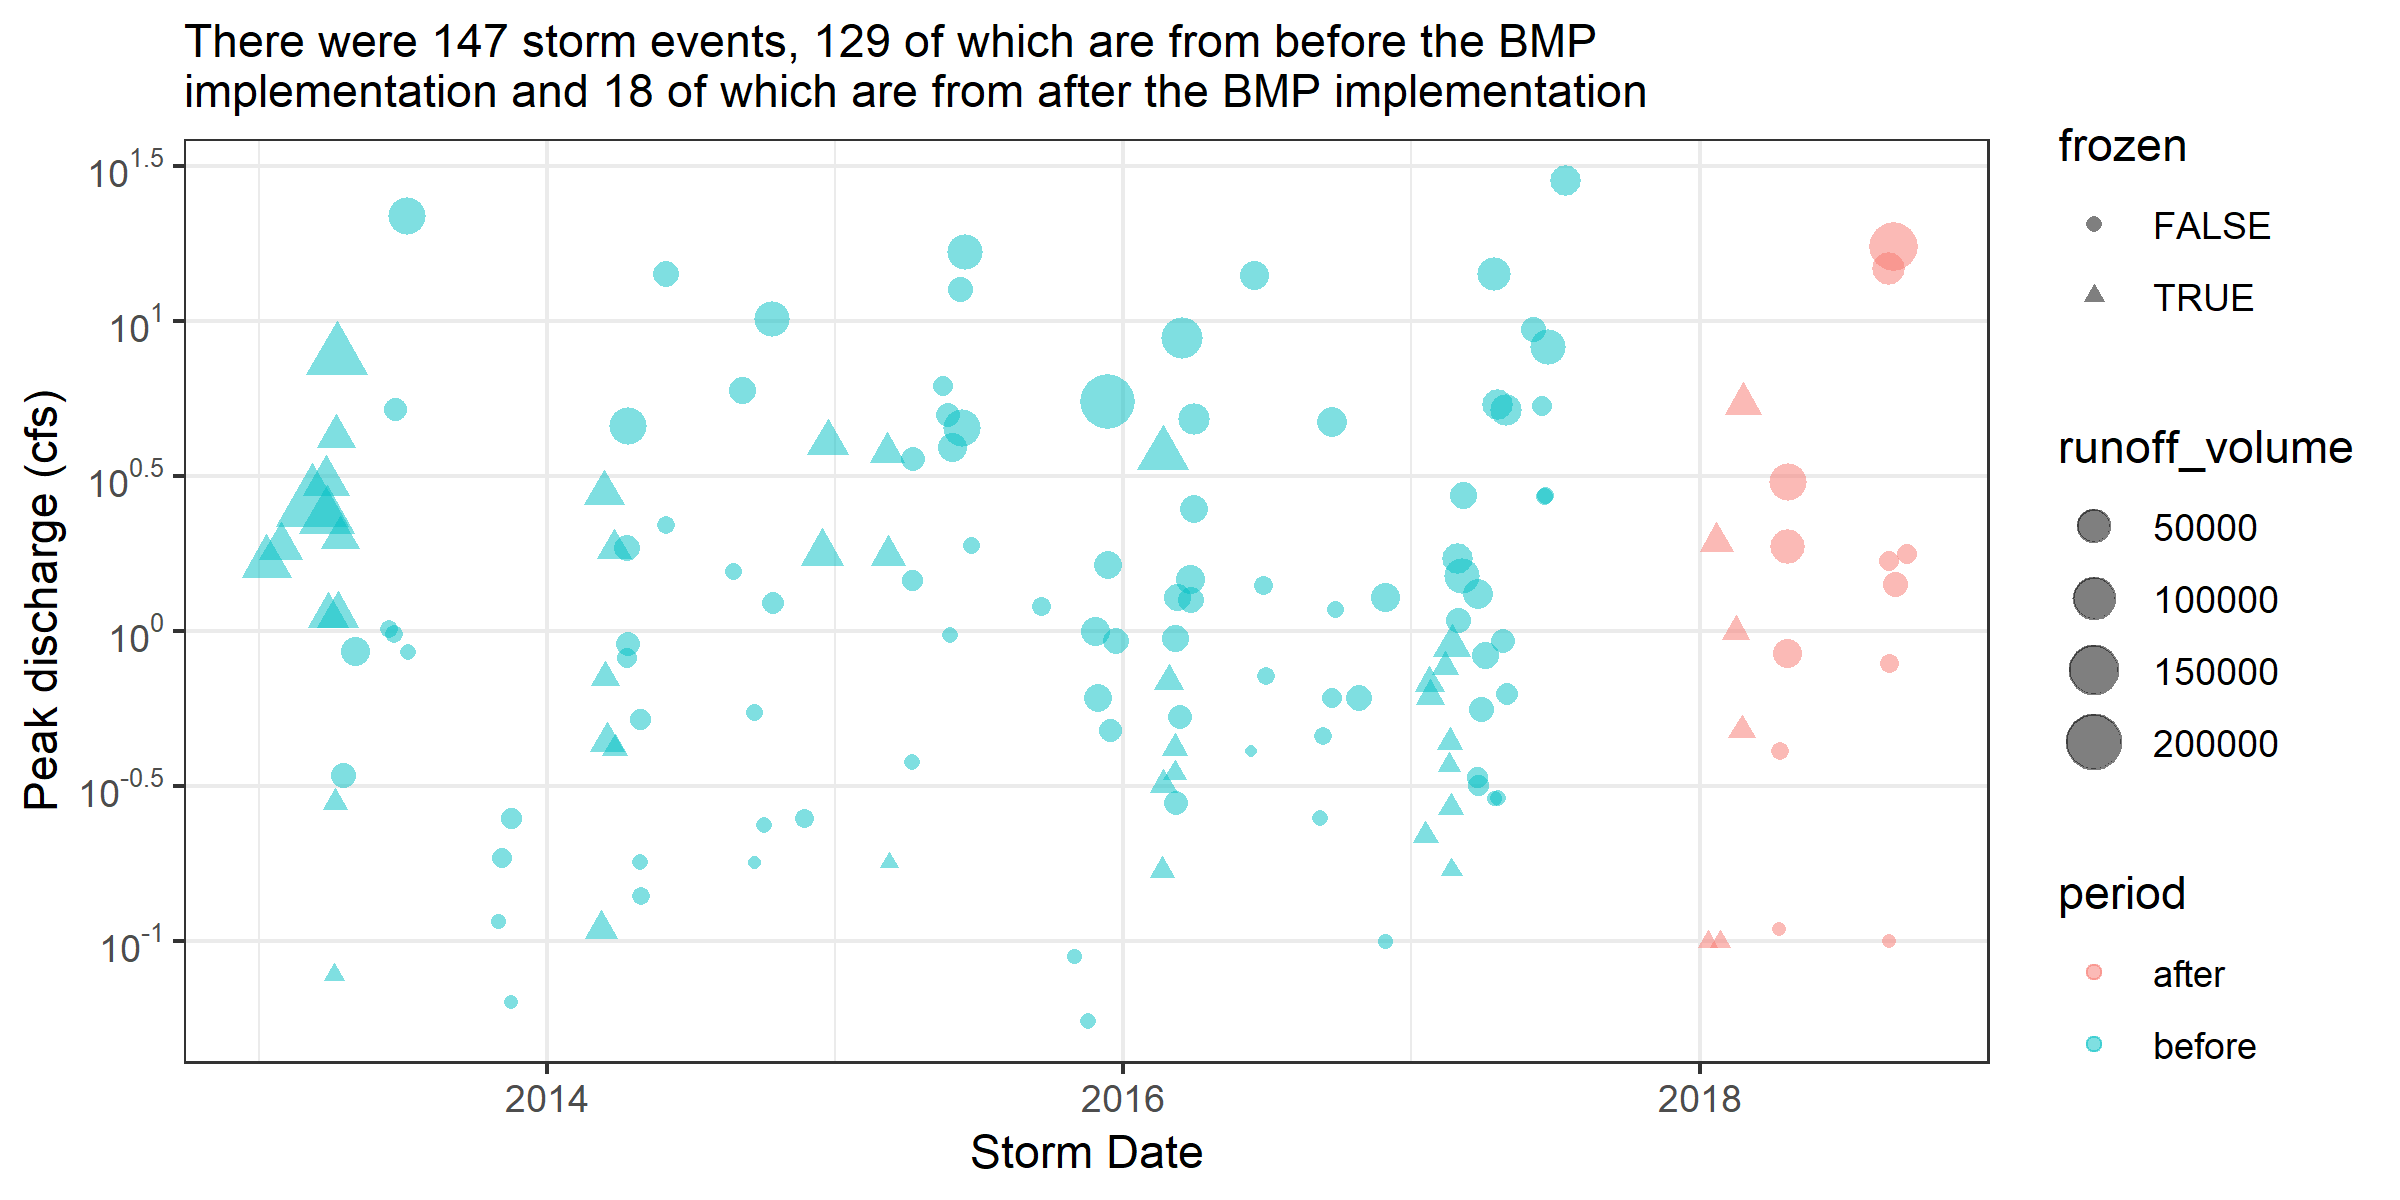 There were 147 storm events, 129 of which are from before the BMP
implementation and 18 of which are from after the BMP implementation
Peak discharge (cfs)
10^1.5
10^1
10^0.5
10^0
10^-0.5
10^-1
2014
2016
2018
Storm Date
frozen
FALSE
TRUE
runoff_volume
50000
100000
150000
200000
period
after
before